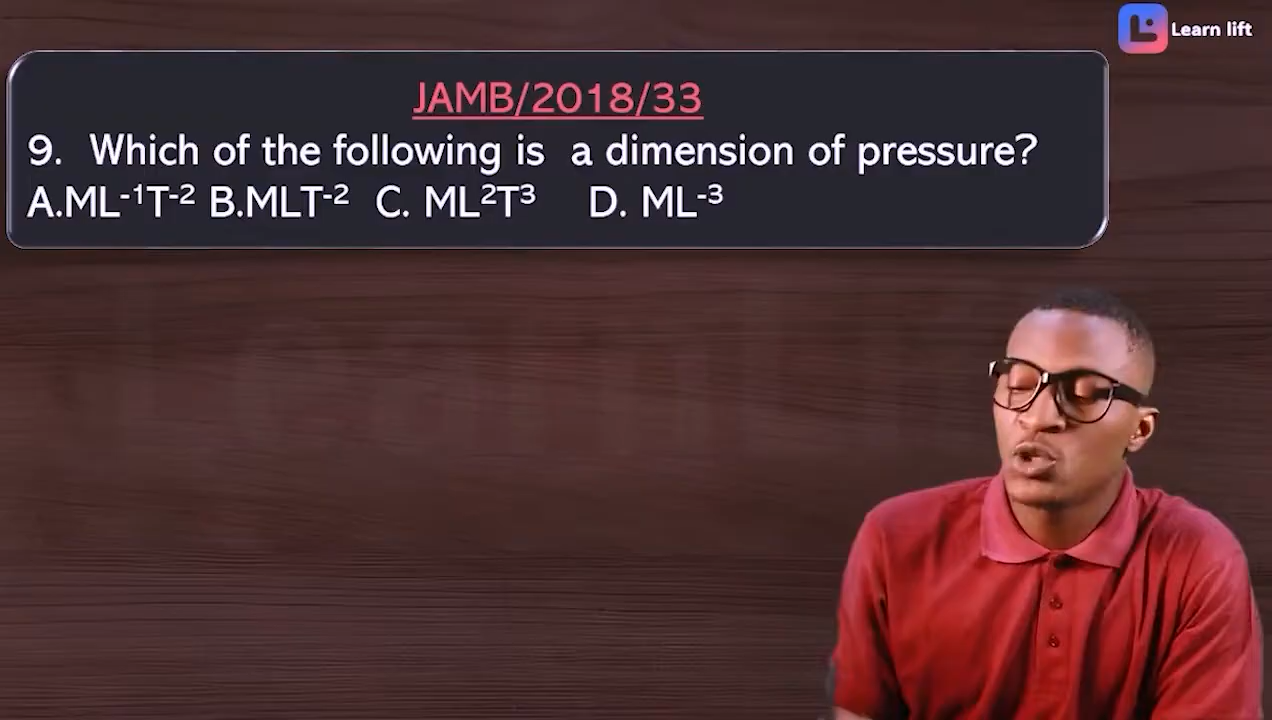 Learn lift
JAMB/2018/33
9. Which of the following is a dimension of pressure?
A.ML⁻¹T⁻² B.MLT⁻² C. ML²T³ D. ML⁻³